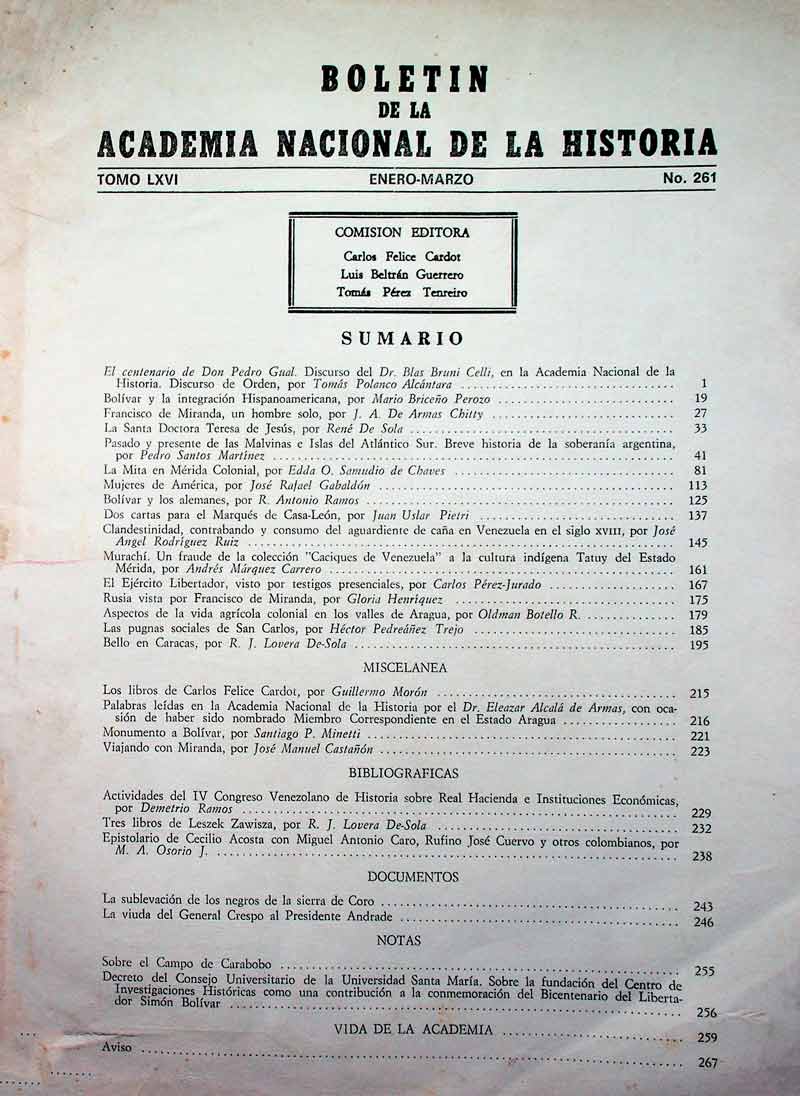 BOLETIN
DE LA
ACADEMIA NACIONAL DE LA HISTORIA
TOMO LXVI ENERO-MARZO No. 261
COMISION EDITORA
Carlos Felice Cardot
Luis Beltrán Guerrero
Tomás Pérez Tenreiro
SUMARIO
El centenario de Don Pedro Gual. Discurso del Dr. Blas Bruni Celli, en la Academia Nacional de la
Historia. Discurso de Orden, por Tomás Polanco Alcántara 1
Bolívar y la integración Hispanoamericana, por Mario Briceño Perozo 19
Francisco de Miranda, un hombre solo, por J. A. De Armas Chitty 27
La Santa Doctora Teresa de Jesús, por René De Sola 33
Pasado y presente de las Malvinas e Islas del Atlántico Sur. Breve historia de la soberanía argentina,
por Pedro Santos Martínez 41
La Mita en Mérida Colonial, por Edda O. Samudio de Chaves 81
Mujeres de América, por José Rafael Gabaldón 113
Bolívar y los alemanes, por R. Antonio Ramos 125
Dos cartas para el Marqués de Casa-León, por Juan Uslar Pietri 137
Clandestinidad, contrabando y consumo del aguardiente de caña en Venezuela en el siglo XVIII, por José
Angel Rodríguez Ruiz 145
Murachí. Un fraude de la colección "Caciques de Venezuela" a la cultura indígena Tatuy del Estado
Mérida, por Andrés Márquez Carrero 161
El Ejército Libertador, visto por testigos presenciales, por Carlos Pérez-Jurado 167
Rusia vista por Francisco de Miranda, por Gloria Henríquez 175
Aspectos de la vida agrícola colonial en los valles de Aragua, por Oldman Botello R. 179
Las pugnas sociales de San Carlos, por Héctor Pedreáñez Trejo 185
Bello en Caracas, por R. J. Lovera De-Sola 195
MISCELANEA
Los libros de Carlos Felice Cardot, por Guillermo Morón 215
Palabras leídas en la Academia Nacional de la Historia por el Dr. Eleazar Alcalá de Armas, con oca-
sión de haber sido nombrado Miembro Correspondiente en el Estado Aragua 216
Monumento a Bolívar, por Santiago P. Minetti 221
Viajando con Miranda, por José Manuel Castañón 223
BIBLIOGRAFICAS
Actividades del IV Congreso Venezolano de Historia sobre Real Hacienda e Instituciones Económicas,
por Demetrio Ramos 229
Tres libros de Leszek Zawisza, por R. J. Lovera De-Sola 232
Epistolario de Cecilio Acosta con Miguel Antonio Caro, Rufino José Cuervo y otros colombianos, por
M. A. Osorio J. 238
DOCUMENTOS
La sublevación de los negros de la sierra de Coro 243
La viuda del General Crespo al Presidente Andrade 246
NOTAS
Sobre el Campo de Carabobo 255
Decreto del Consejo Universitario de la Universidad Santa María. Sobre la fundación del Centro de
Investigaciones Históricas como una contribución a la conmemoración del Bicentenario del Liberta-
dor Simón Bolívar 256
VIDA DE LA ACADEMIA 259
Aviso 267